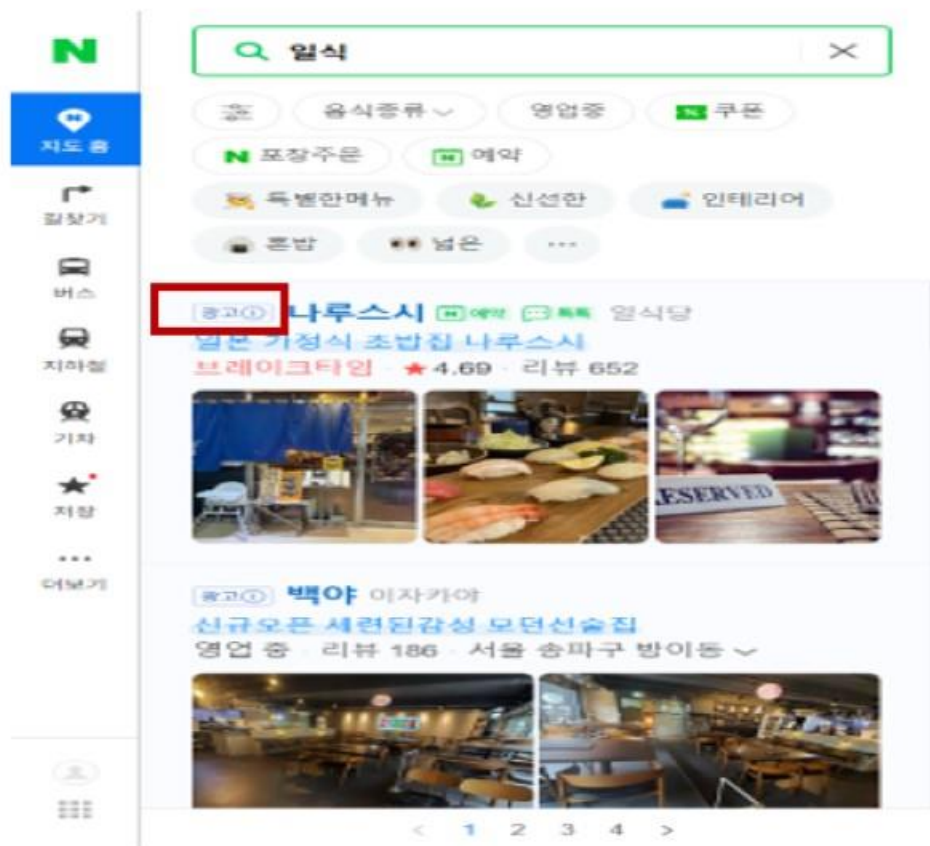 N
일식
음식종류 영업중 N 쿠폰
N 포장주문 N 예약
특별한메뉴 신선한 인테리어
혼밥 넓은 ...
지도 홈
길찾기
버스
지하철
기차
저장
더보기
광고 나루스시 N 예약 톡톡 일식당
일본 가정식 초밥집 나루스시
브레이크타임 · ★4.69 · 리뷰 652
RESERVED
광고 백야 이자카야
신규오픈 세련된감성 모던선술집
영업 중 · 리뷰 186 · 서울 송파구 방이동
< 1 2 3 4 >